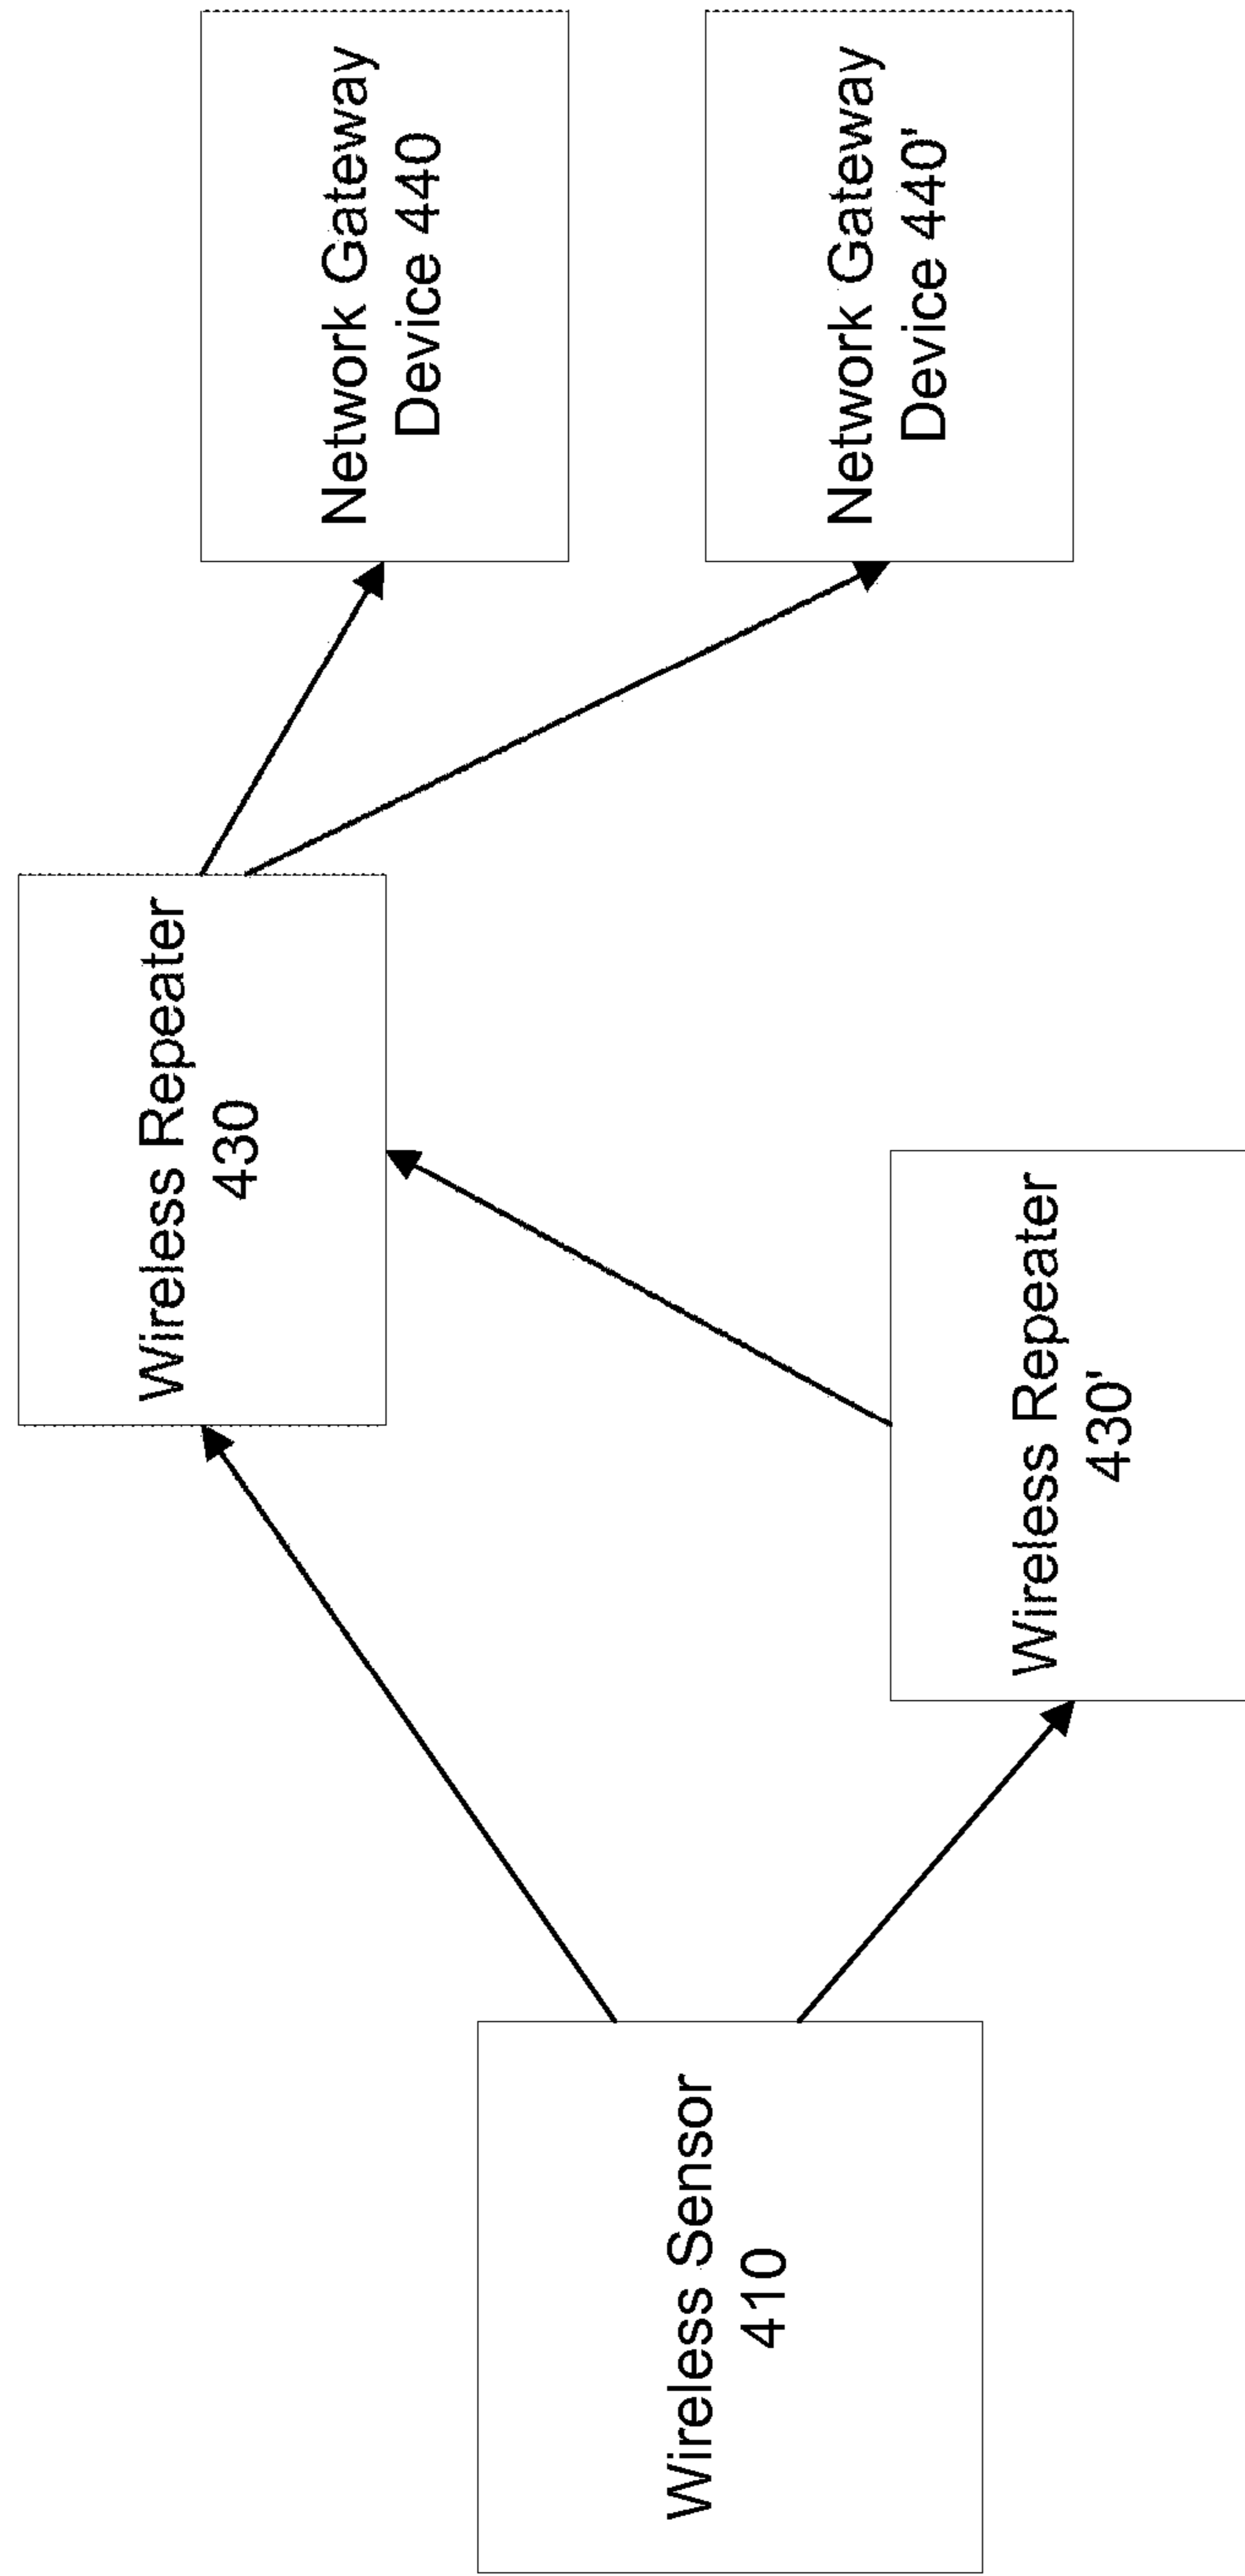 Wireless Sensor
410
Wireless Repeater
430
Wireless Repeater
430'
Network Gateway
Device 440
Network Gateway
Device 440'